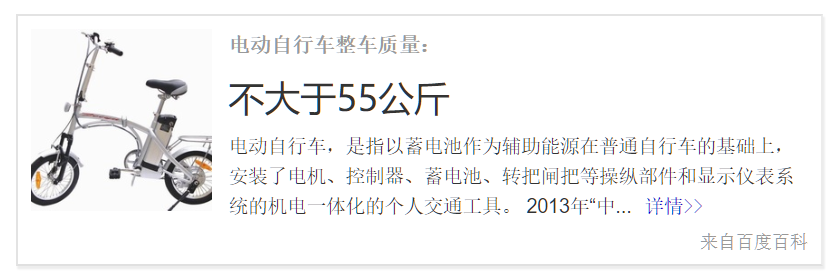 电动自行车整车质量：
不大于55公斤
电动自行车，是指以蓄电池作为辅助能源在普通自行车的基础上，
安装了电机、控制器、蓄电池、转把闸把等操纵部件和显示仪表系
统的机电一体化的个人交通工具。 2013年“中... 详情>>
来自百度百科